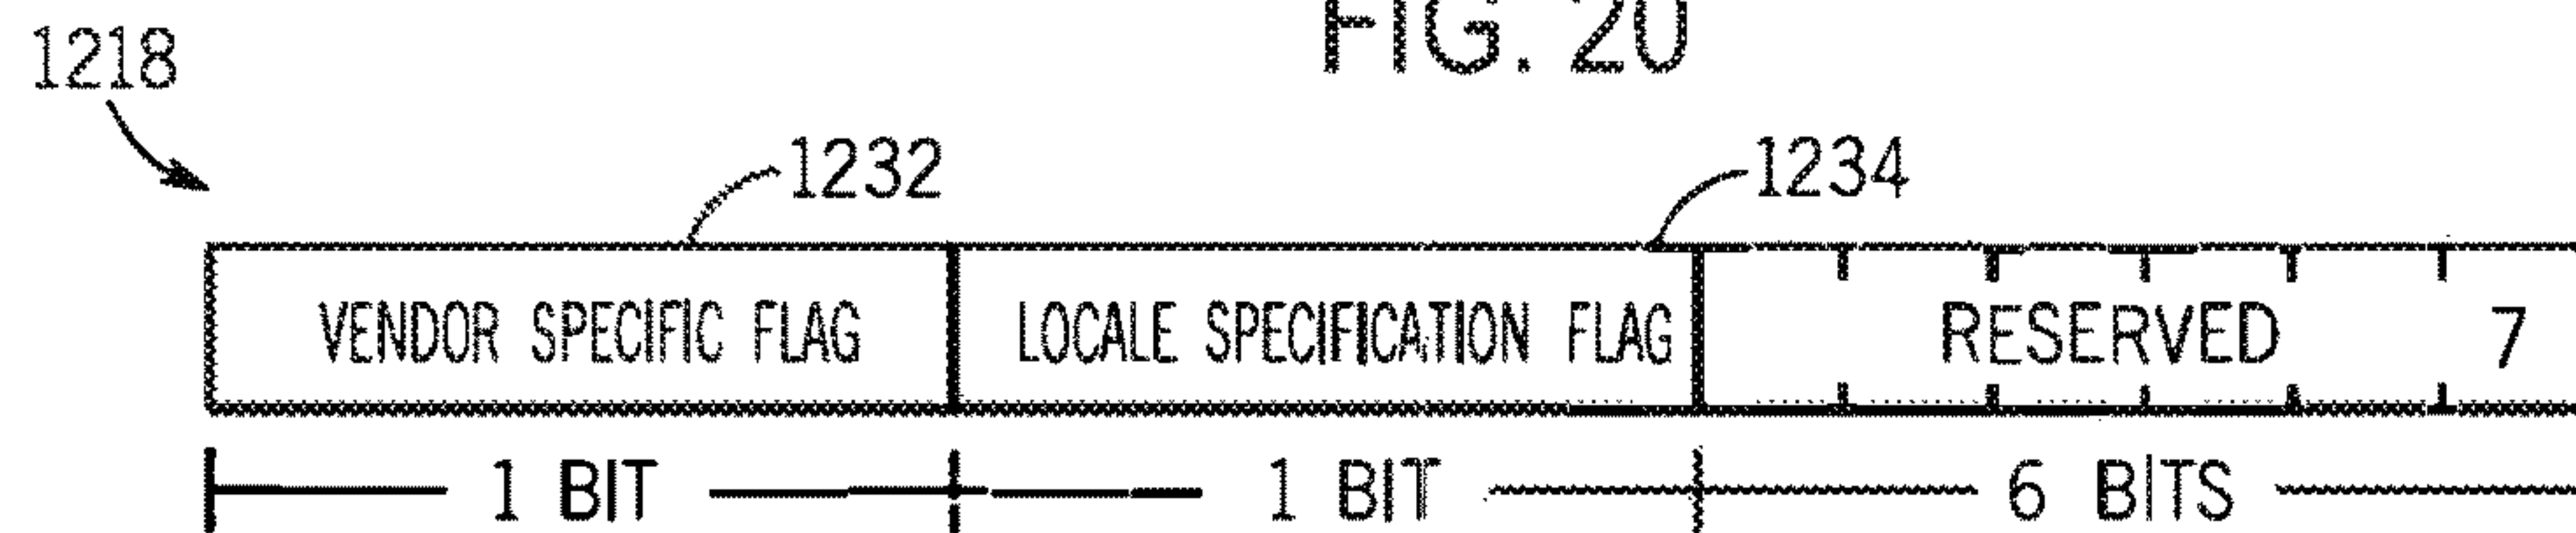 FIG. 20
1218
1232 1234
VENDOR SPECIFIC FLAG LOCALE SPECIFICATION FLAG RESERVED 7
1 BIT 1 BIT 6 BITS